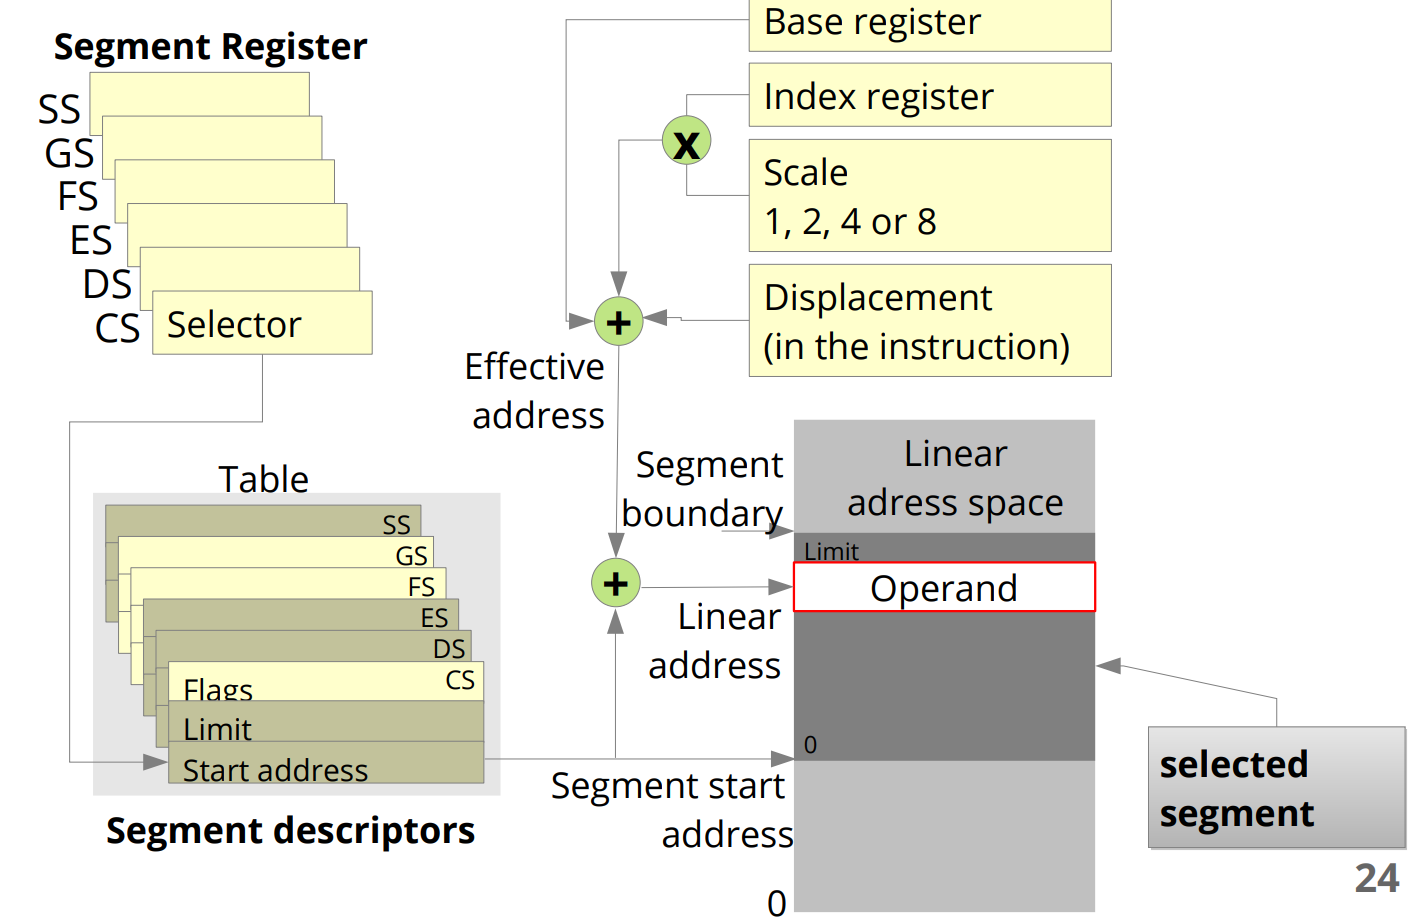 Segment Register
SS
GS
FS
ES
DS
CS
Selector
Base register
Index register
x
Scale
1, 2, 4 or 8
Displacement
(in the instruction)
+
Effective
address
Segment
boundary
Linear
adress space
Limit
Operand
+
Linear
address
0
Segment start
address
0
selected
segment
Table
SS
GS
FS
ES
DS
CS
Flags
Limit
Start address
Segment descriptors
24